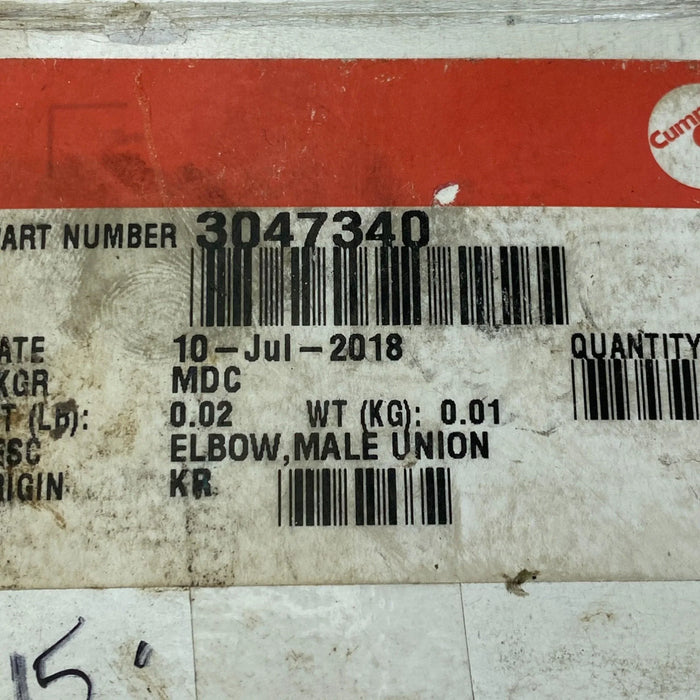 Cumm
ART NUMBER 3047340
ATE 10-Jul-2018 QUANTITY
KGR MDC
T (Lb): 0.02 WT (KG): 0.01
ESC ELBOW,MALE UNION
RIGIN KR
15"